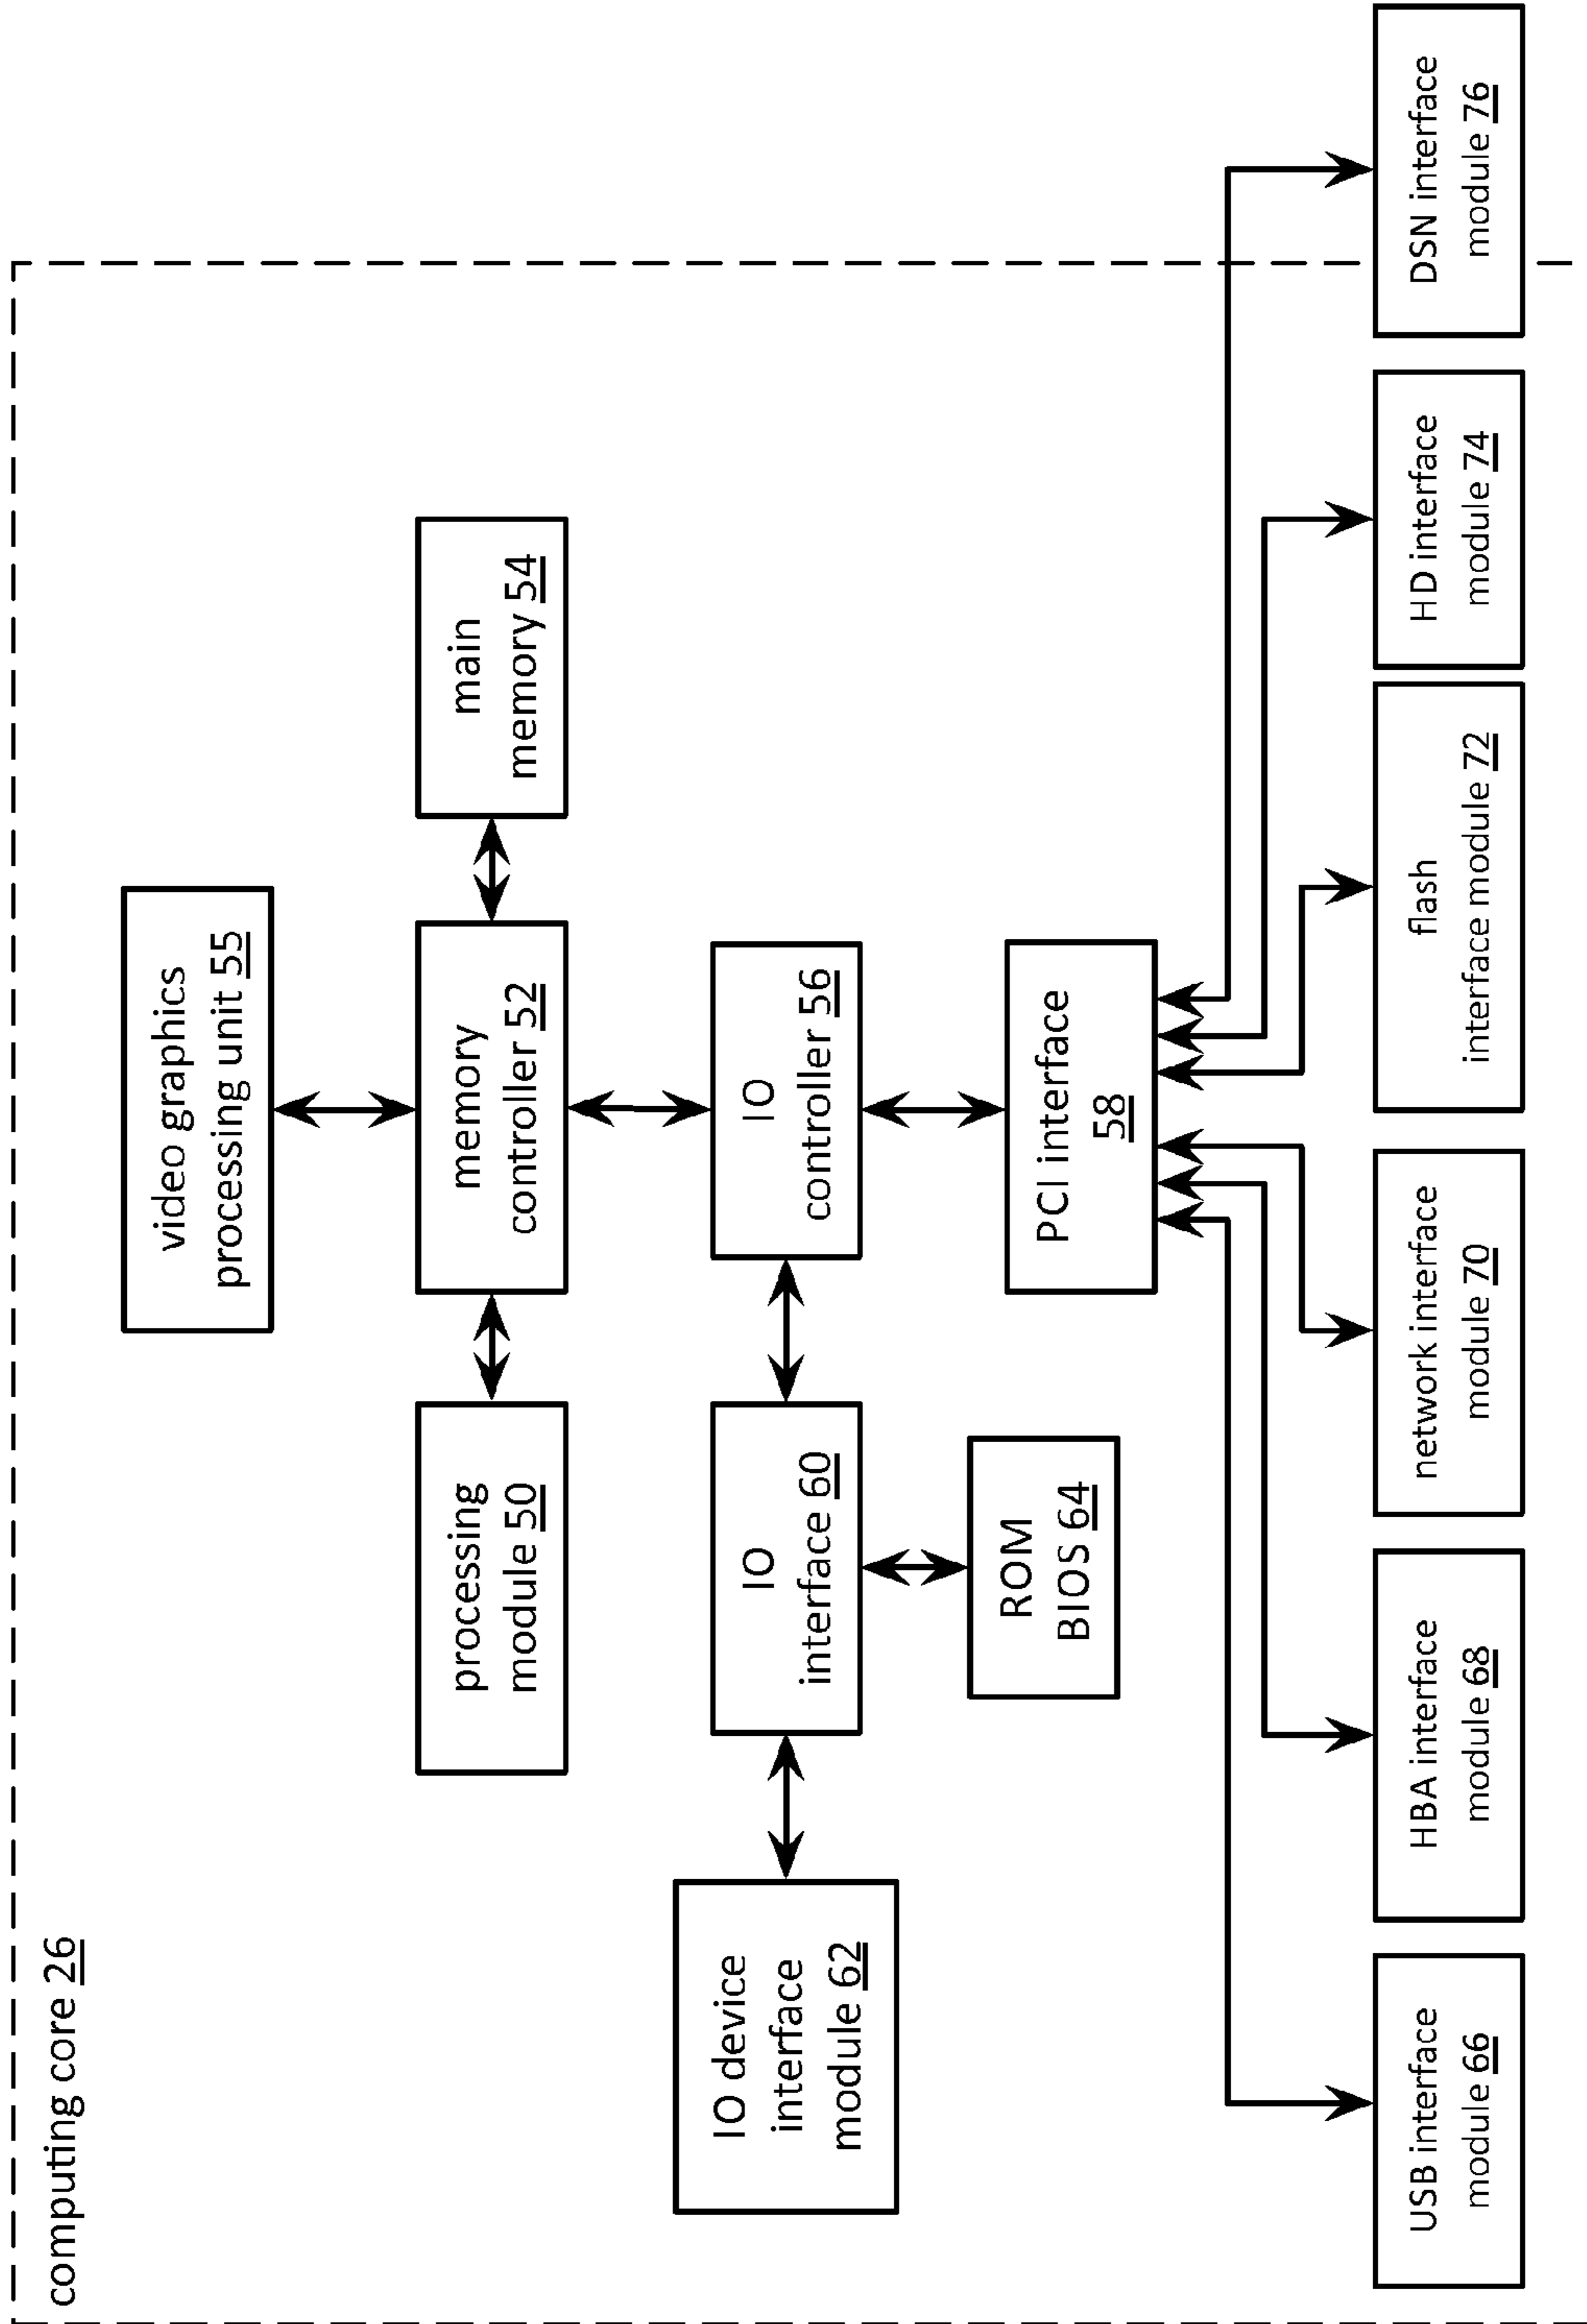 computing core 26
video graphics
processing unit 55
processing
module 50
memory
controller 52
main
memory 54
IO device
interface
module 62
IO
interface 60
IO
controller 56
ROM
BIOS 64
PCI interface
58
USB interface
module 66
HBA interface
module 68
network interface
module 70
flash
interface module 72
HD interface
module 74
DSN interface
module 76